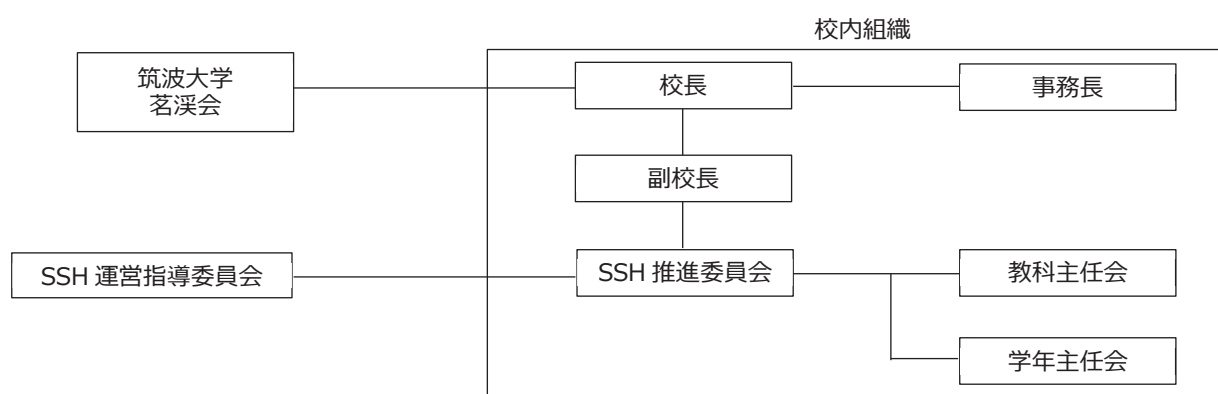 校内組織
筑波大学
茗渓会
校長
事務長
副校長
SSH 運営指導委員会
SSH 推進委員会
教科主任会
学年主任会